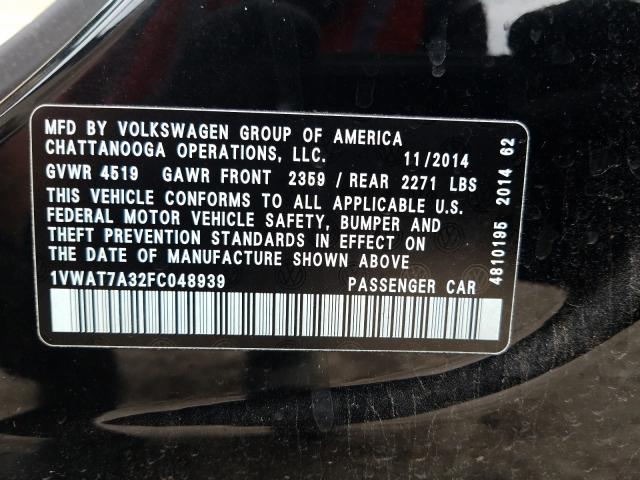 MFD BY VOLKSWAGEN GROUP OF AMERICA
CHATTANOOGA OPERATIONS, LLC. 11/2014
GVWR 4519 GAWR FRONT 2359 / REAR 2271 LBS
THIS VEHICLE CONFORMS TO ALL APPLICABLE U.S.
FEDERAL MOTOR VEHICLE SAFETY, BUMPER AND
THEFT PREVENTION STANDARDS IN EFFECT ON
THE DATE OF MANUFACTURE SHOWN ABOVE
1VWAT7A32FC048939 PASSENGER CAR
4810195 2014 62